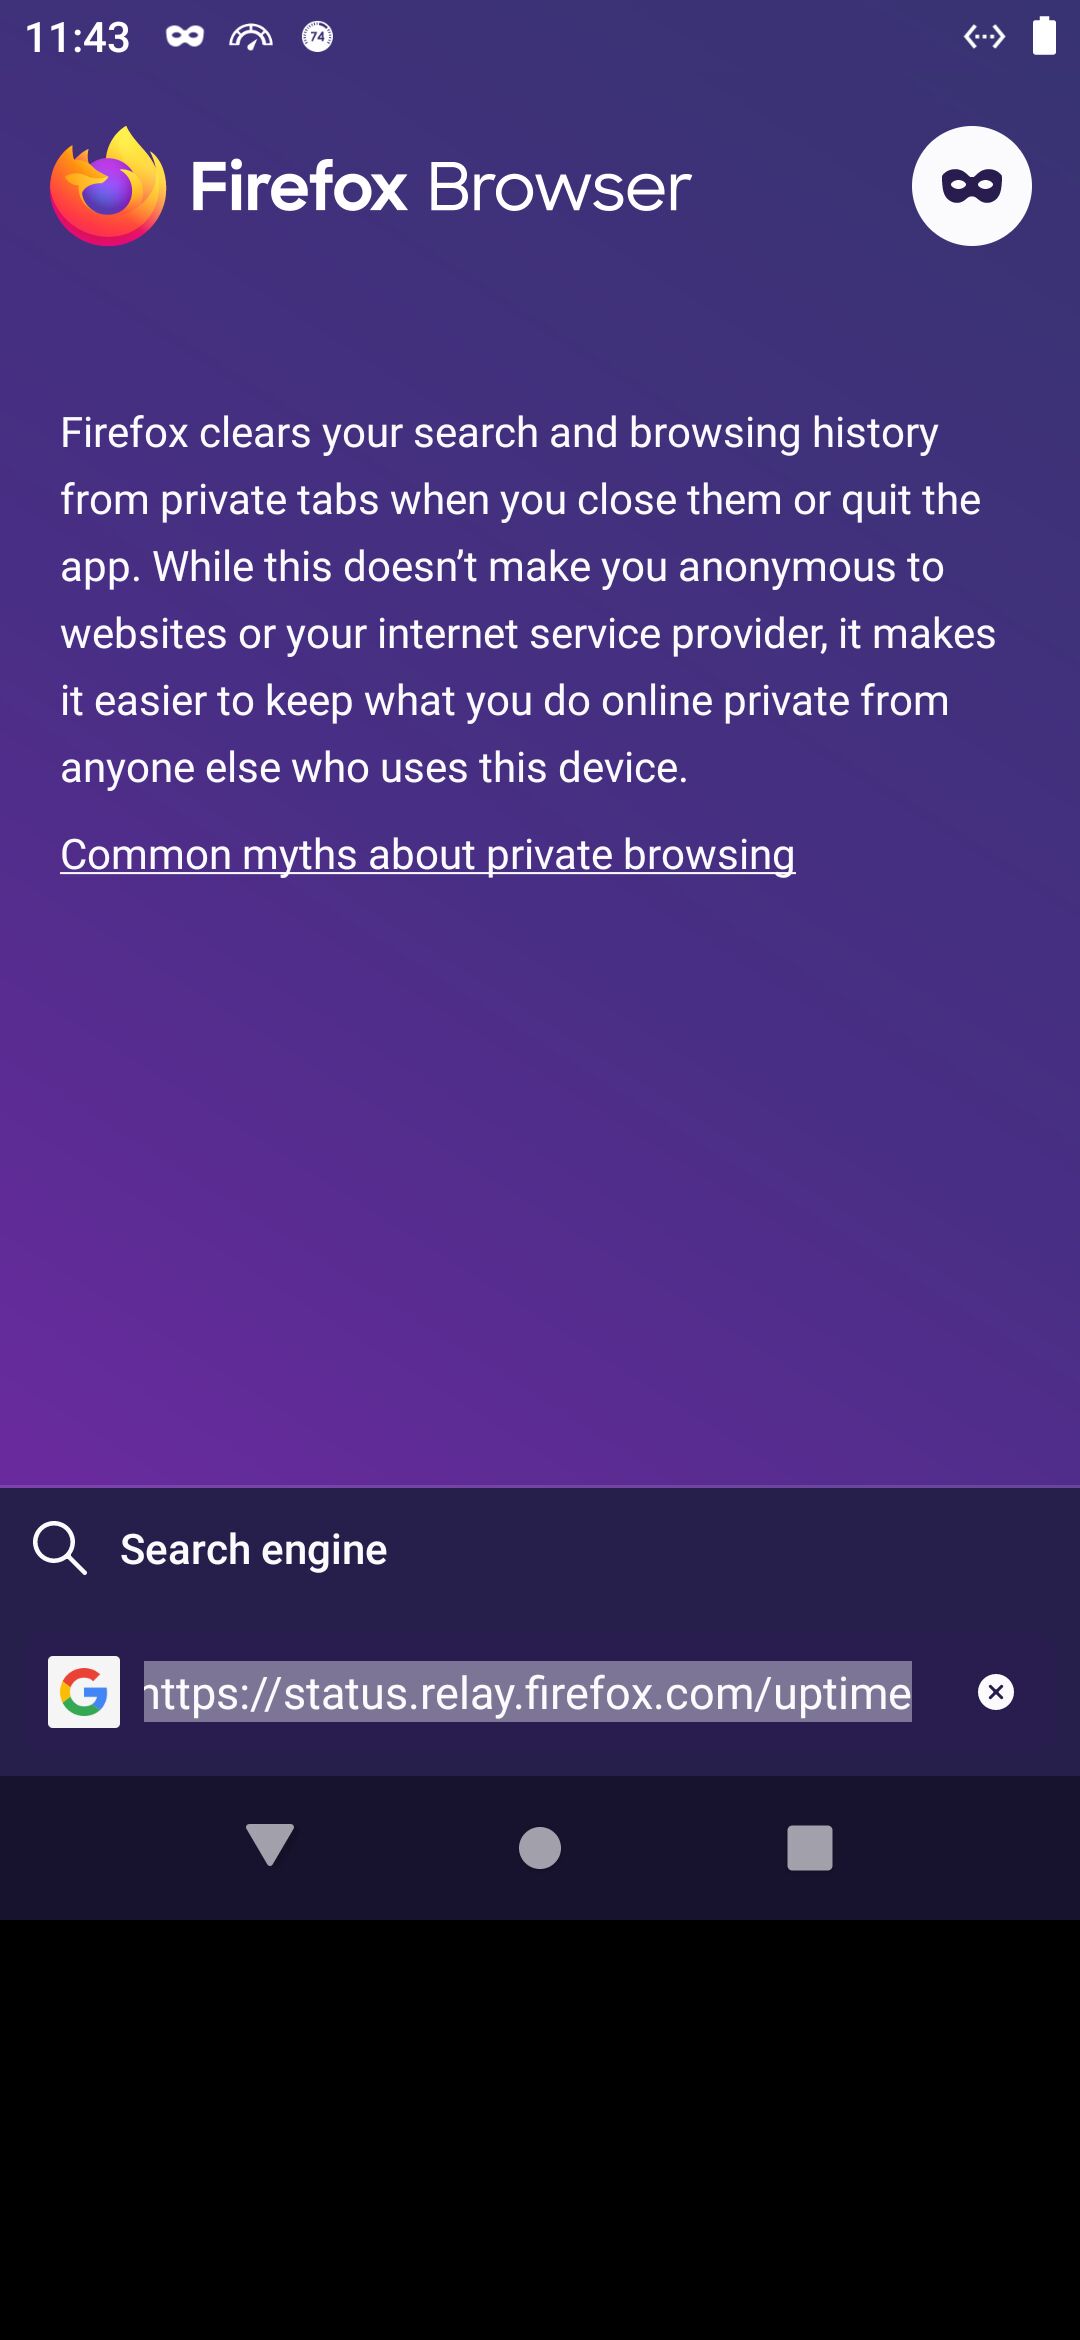 11:43
74
Firefox Browser
Firefox clears your search and browsing history
from private tabs when you close them or quit the
app. While this doesn’t make you anonymous to
websites or your internet service provider, it makes
it easier to keep what you do online private from
anyone else who uses this device.
Common myths about private browsing
Search engine
https://status.relay.firefox.com/uptime